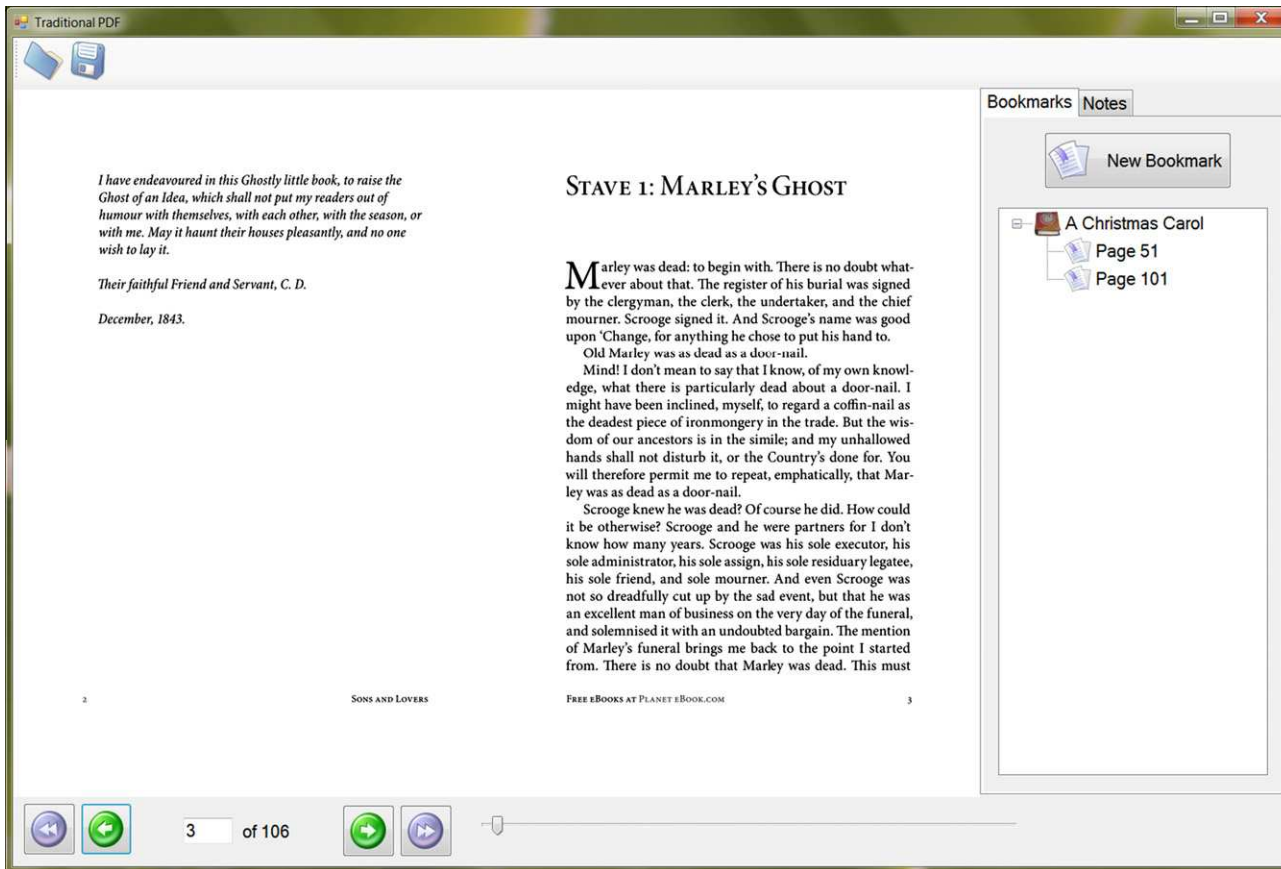 Traditional PDF
I have endeavoured in this Ghostly little book, to raise the
Ghost of an Idea, which shall not put my readers out of
humour with themselves, with each other, with the season, or
with me. May it haunt their houses pleasantly, and no one
wish to lay it.
Their faithful Friend and Servant, C. D.
December, 1843.
2
Sons and Lovers
Stave 1: Marley's Ghost
Marley was dead: to begin with. There is no doubt what-
ever about that. The register of his burial was signed
by the clergyman, the clerk, the undertaker, and the chief
mourner. Scrooge signed it. And Scrooge's name was good
upon 'Change, for anything he chose to put his hand to.
Old Marley was as dead as a door-nail.
Mind! I don't mean to say that I know, of my own knowl-
edge, what there is particularly dead about a door-nail. I
might have been inclined, myself, to regard a coffin-nail as
the deadest piece of ironmongery in the trade. But the wis-
dom of our ancestors is in the simile; and my unhallowed
hands shall not disturb it, or the Country's done for. You
will therefore permit me to repeat, emphatically, that Mar-
ley was as dead as a door-nail.
Scrooge knew he was dead? Of course he did. How could
it be otherwise? Scrooge and he were partners for I don't
know how many years. Scrooge was his sole executor, his
sole administrator, his sole assign, his sole residuary legatee,
his sole friend, and sole mourner. And even Scrooge was
not so dreadfully cut up by the sad event, but that he was
an excellent man of business on the very day of the funeral,
and solemnised it with an undoubted bargain. The mention
of Marley's funeral brings me back to the point I started
from. There is no doubt that Marley was dead. This must
Free eBooks at Planet eBook.com
3
Bookmarks Notes
New Bookmark
A Christmas Carol
Page 51
Page 101
3 of 106